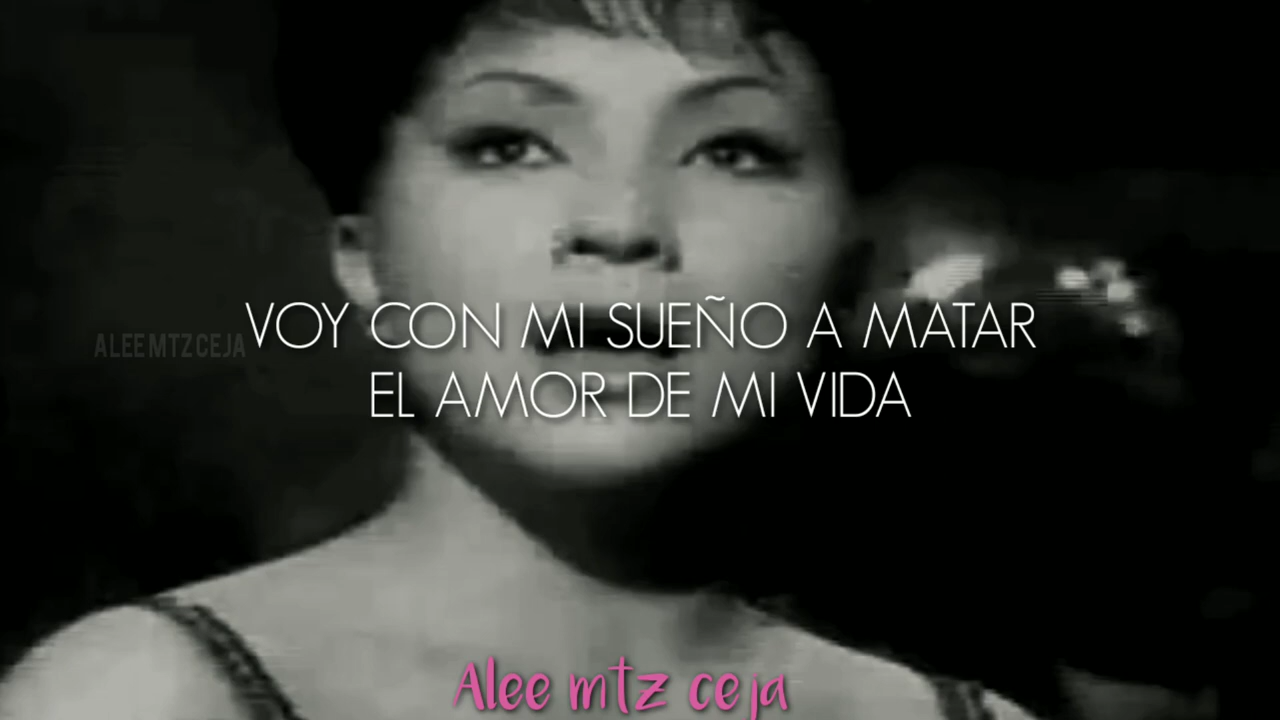 VOY CON MI SUEÑO A MATAR
ALEE MTZ CEJA
EL AMOR DE MI VIDA
Alee mtz ceja